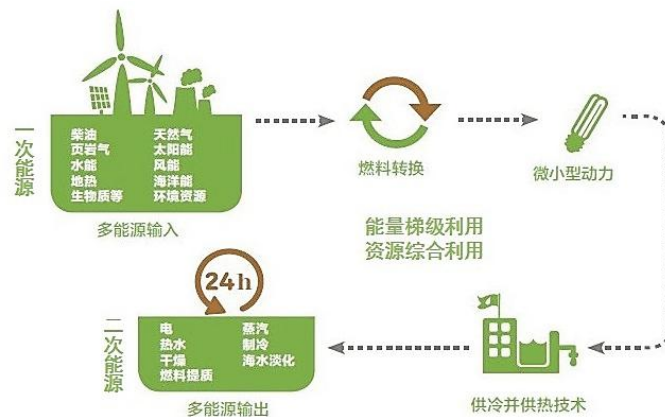 一次能源
柴油 天然气
页岩气 太阳能
水能 风能
地热 海洋能
生物质等 环境资源
多能源输入
燃料转换
微小型动力
能量梯级利用
资源综合利用
24h
二次能源
电 蒸汽
热水 制冷
干燥 海水淡化
燃料提质
多能源输出
供冷并供热技术